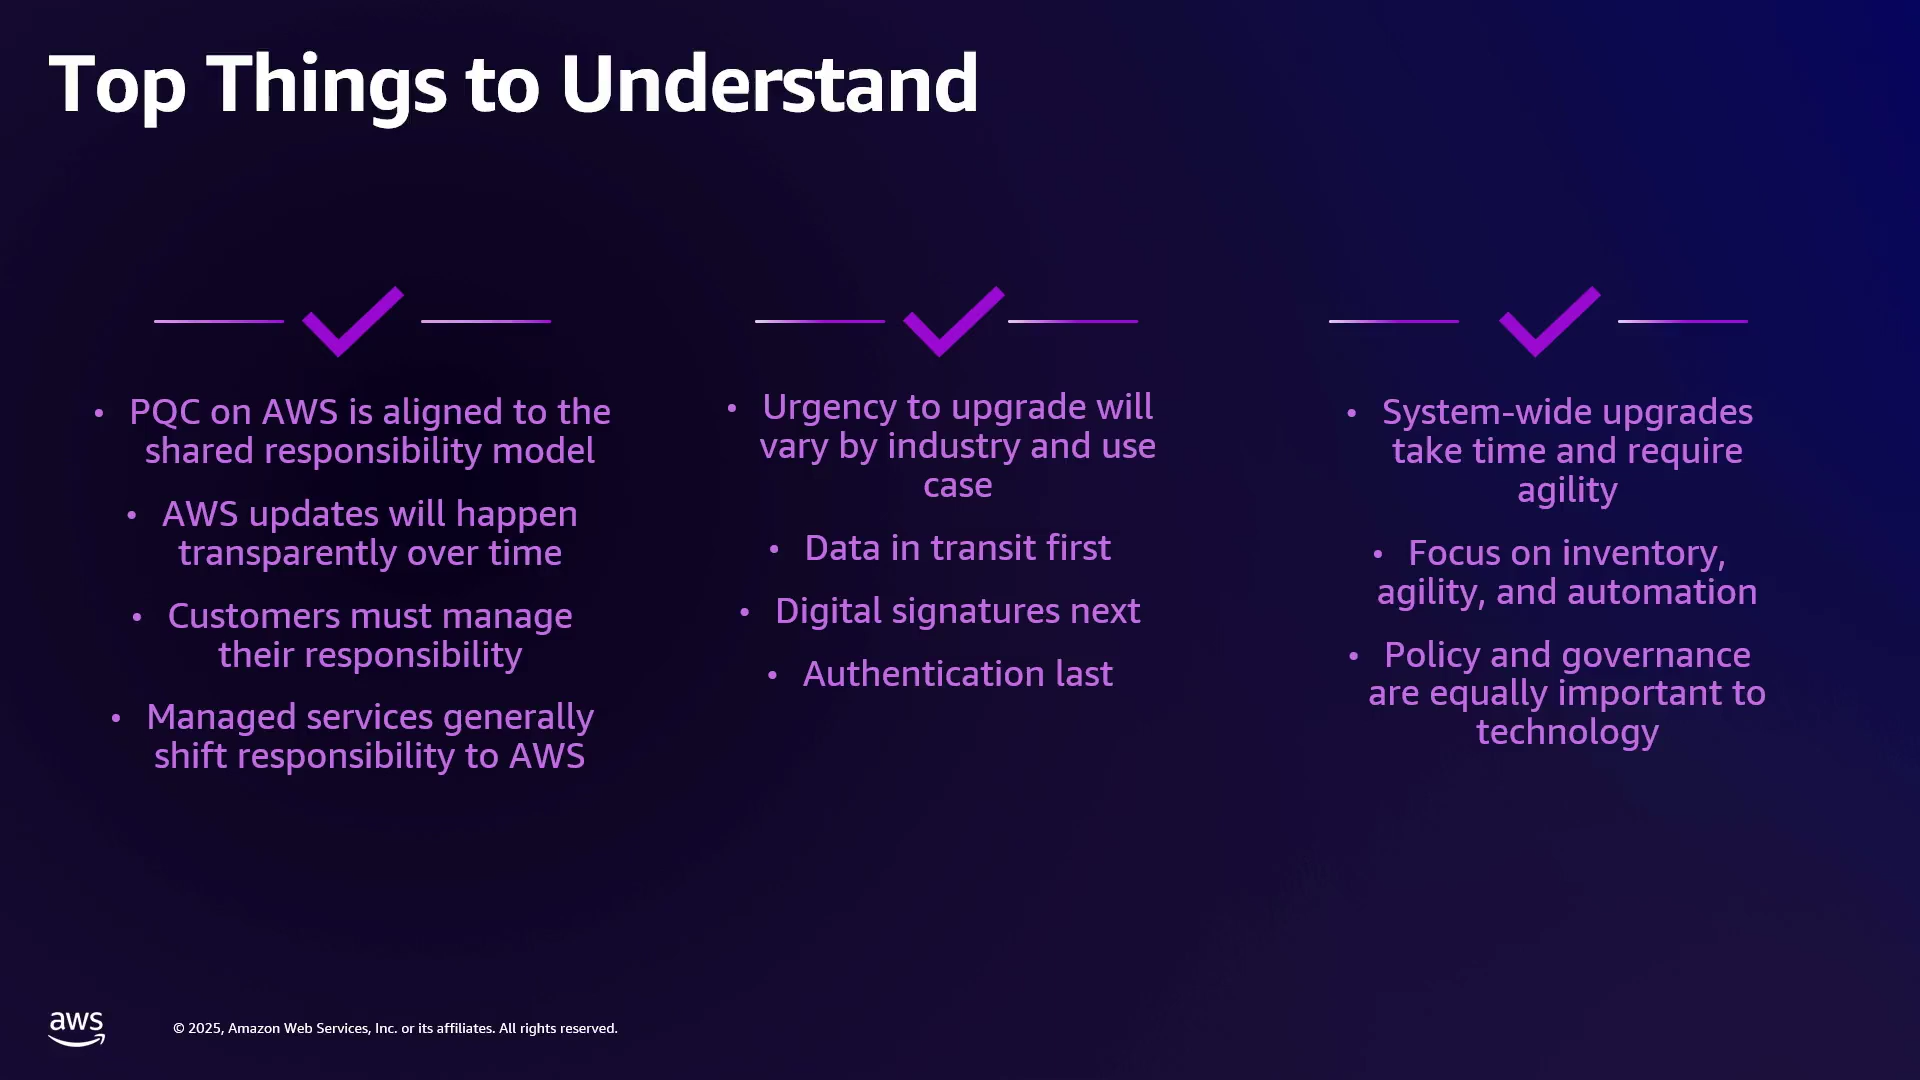 Top Things to Understand
• PQC on AWS is aligned to the
shared responsibility model
• AWS updates will happen
transparently over time
• Customers must manage
their responsibility
• Managed services generally
shift responsibility to AWS
• Urgency to upgrade will
vary by industry and use
case
• Data in transit first
• Digital signatures next
• Authentication last
• System-wide upgrades
take time and require
agility
• Focus on inventory,
agility, and automation
• Policy and governance
are equally important to
technology
aws
© 2025, Amazon Web Services, Inc. or its affiliates. All rights reserved.